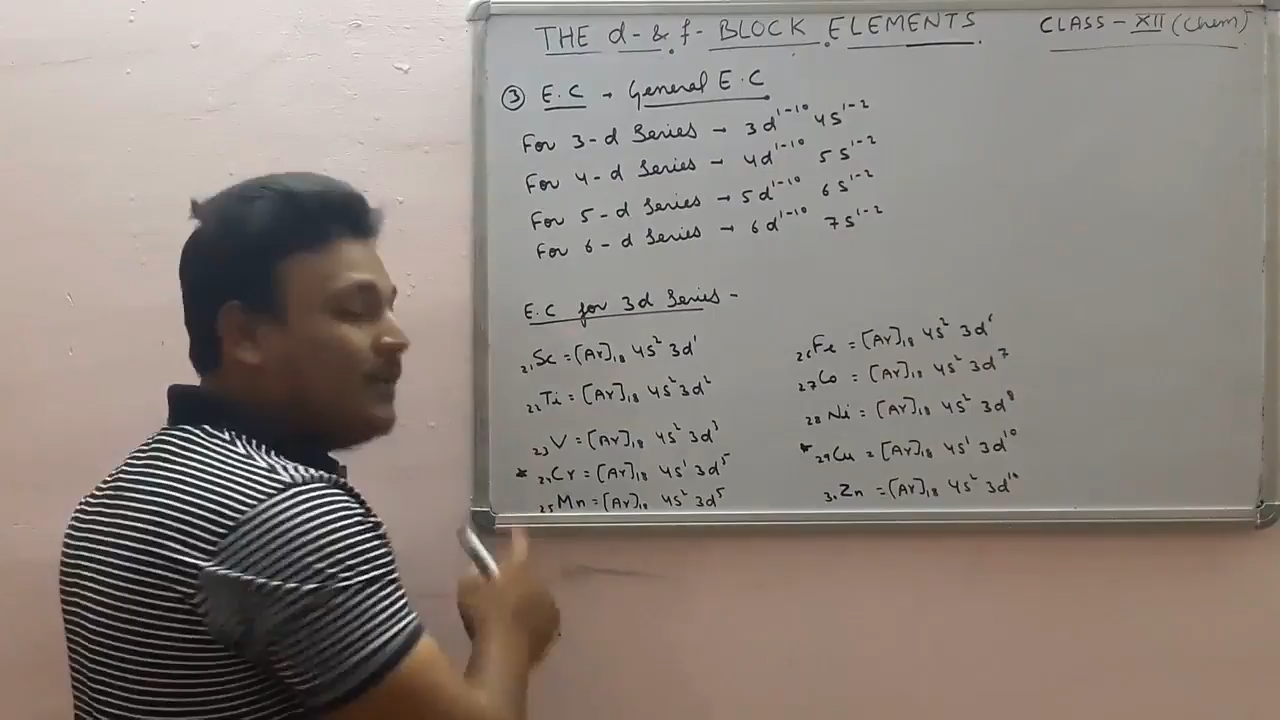 THE d- & f- BLOCK ELEMENTS.
CLASS - XII (Chem)
③ E.C → General E.C
For 3-d Series → 3d¹⁻¹⁰ 4s¹⁻²
For 4-d Series → 4d¹⁻¹⁰ 5s¹⁻²
For 5-d Series → 5d¹⁻¹⁰ 6s¹⁻²
For 6-d Series → 6d¹⁻¹⁰ 7s¹⁻²
E.C for 3d Series -
₂₁Sc = [Ar]₁₈ 4s² 3d¹
₂₂Ti = [Ar]₁₈ 4s² 3d²
₂₃V = [Ar]₁₈ 4s² 3d³
* ₂₄Cr = [Ar]₁₈ 4s¹ 3d⁵
₂₅Mn = [Ar]₁₈ 4s² 3d⁵
₂₆Fe = [Ar]₁₈ 4s² 3d⁶
₂₇Co = [Ar]₁₈ 4s² 3d⁷
₂₈Ni = [Ar]₁₈ 4s² 3d⁸
* ₂₉Cu = [Ar]₁₈ 4s¹ 3d¹⁰
₃₀Zn = [Ar]₁₈ 4s² 3d¹⁰